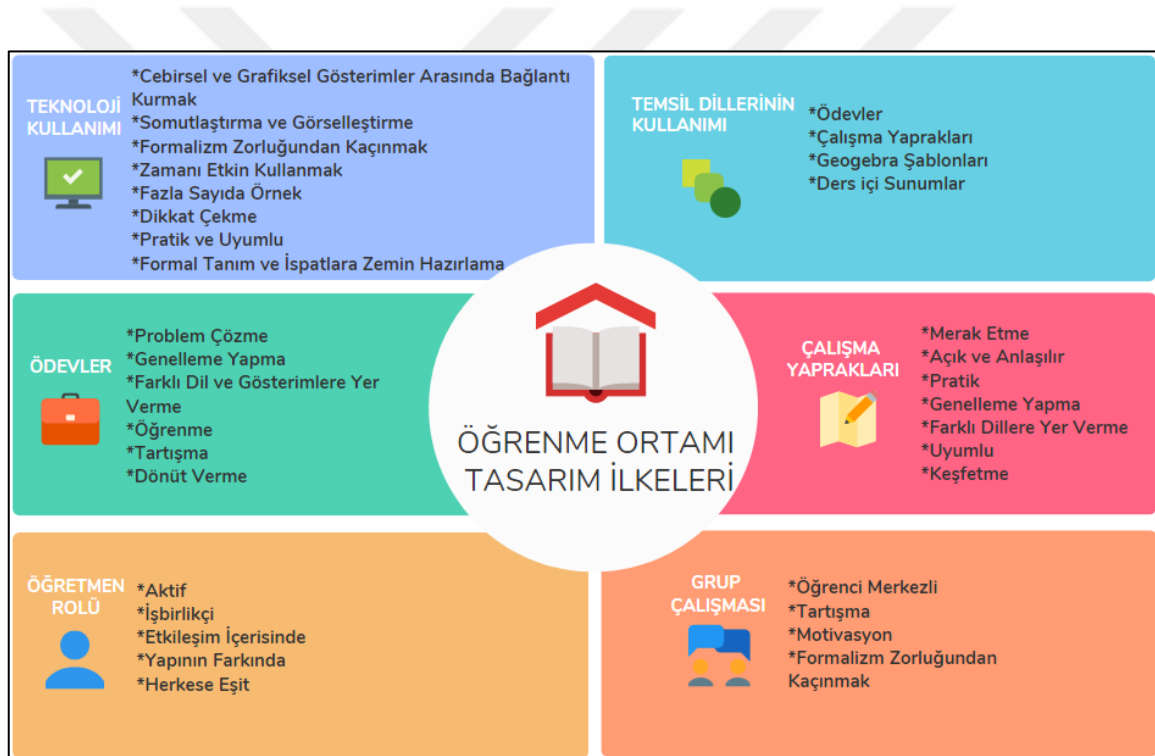 TEKNOLOJİ
KULLANIMI
*Cebirsel ve Grafiksel Gösterimler Arasında Bağlantı
Kurmak
*Somutlaştırma ve Görselleştirme
*Formalizm Zorluğundan Kaçınmak
*Zamanı Etkin Kullanmak
*Fazla Sayıda Örnek
*Dikkat Çekme
*Pratik ve Uyumlu
*Formal Tanım ve İspatlara Zemin Hazırlama
TEMSİL DİLLERİNİN
KULLANIMI
*Ödevler
*Çalışma Yaprakları
*Geogebra Şablonları
*Ders içi Sunumlar
ÖDEVLER
*Problem Çözme
*Genelleme Yapma
*Farklı Dil ve Gösterimlere Yer
Verme
*Öğrenme
*Tartışma
*Dönüt Verme
ÖĞRENME ORTAMI
TASARIM İLKELERİ
ÇALIŞMA
YAPRAKLARI
*Merak Etme
*Açık ve Anlaşılır
*Pratik
*Genelleme Yapma
*Farklı Dillere Yer Verme
*Uyumlu
*Keşfetme
ÖĞRETMEN
ROLÜ
*Aktif
*İşbirlikçi
*Etkileşim İçerisinde
*Yapının Farkında
*Herkese Eşit
GRUP
ÇALIŞMASI
*Öğrenci Merkezli
*Tartışma
*Motivasyon
*Formalizm Zorluğundan
Kaçınmak